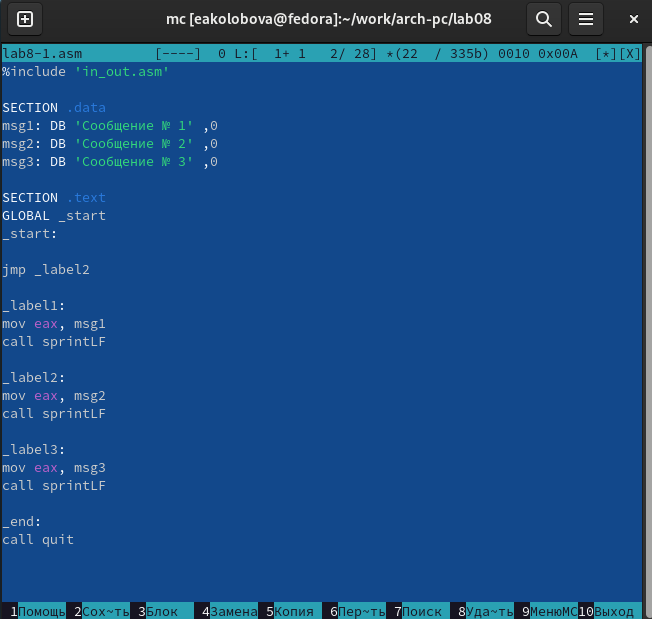 mc [eakolobova@fedora]:~/work/arch-pc/lab08
lab8-1.asm [----] 0 L:[ 1+ 1 2/ 28] *(22 / 335b) 0010 0x00A [*][X]
%include 'in_out.asm'
SECTION .data
msg1: DB 'Сообщение № 1' ,0
msg2: DB 'Сообщение № 2' ,0
msg3: DB 'Сообщение № 3' ,0
SECTION .text
GLOBAL _start
_start:
jmp _label2
_label1:
mov eax, msg1
call sprintLF
_label2:
mov eax, msg2
call sprintLF
_label3:
mov eax, msg3
call sprintLF
_end:
call quit
1Помощь 2Сох~ть 3Блок 4Замена 5Копия 6Пер~ть 7Поиск 8Уда~ть 9МенюMC 10Выход